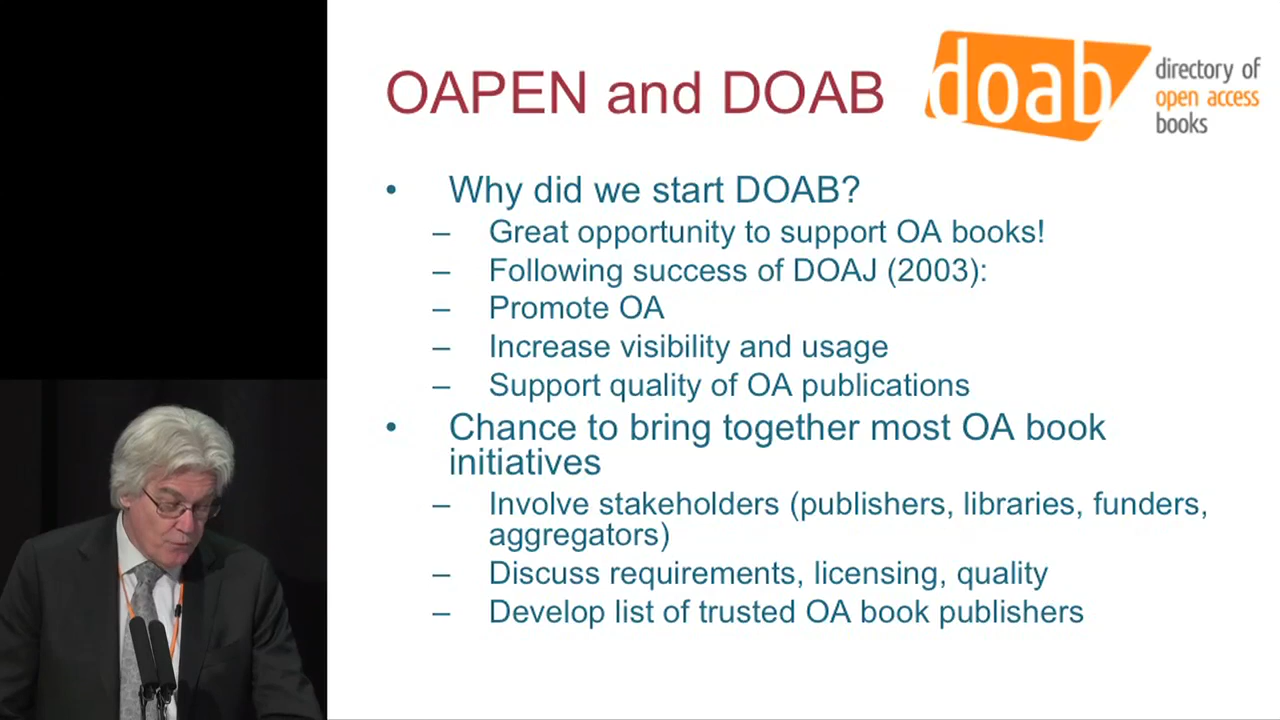 OAPEN and DOAB
doab
directory of
open access
books
• Why did we start DOAB?
– Great opportunity to support OA books!
– Following success of DOAJ (2003):
– Promote OA
– Increase visibility and usage
– Support quality of OA publications
• Chance to bring together most OA book
initiatives
– Involve stakeholders (publishers, libraries, funders,
aggregators)
– Discuss requirements, licensing, quality
– Develop list of trusted OA book publishers